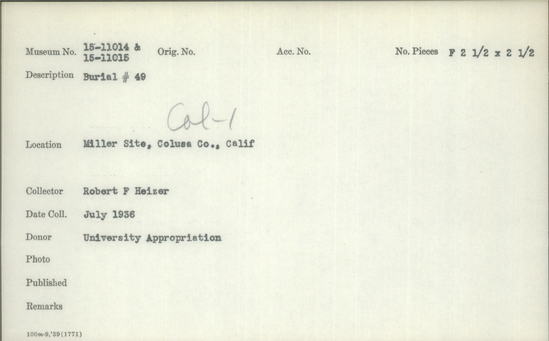 Museum No. 15-11014 & 15-11015 Orig. No. Acc. No. No. Pieces F 2 1/2 x 2 1/2
Description Burial # 49
Col-1
Location Miller Site, Colusa Co., Calif
Collector Robert F Heizer
Date Coll. July 1936
Donor University Appropriation
Photo
Published
Remarks
100m-9,'39(1771)